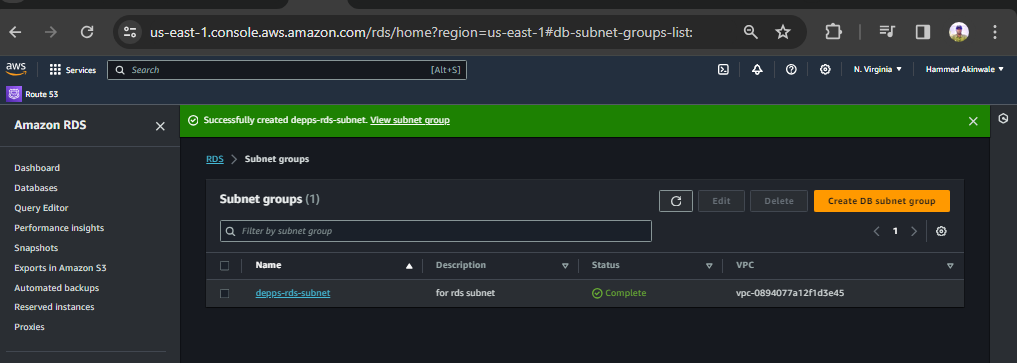 us-east-1.console.aws.amazon.com/rds/home?region=us-east-1#db-subnet-groups-list:
aws Services Search [Alt+S] N. Virginia Hammed Akinwale
Route 53
Amazon RDS
Successfully created depps-rds-subnet. View subnet group
RDS Subnet groups
Dashboard
Databases
Query Editor
Performance insights
Snapshots
Exports in Amazon S3
Automated backups
Reserved instances
Proxies
Subnet groups (1)
Edit Delete Create DB subnet group
Filter by subnet group
1
Name Description Status VPC
depps-rds-subnet for rds subnet Complete vpc-0894077a12f1d3e45